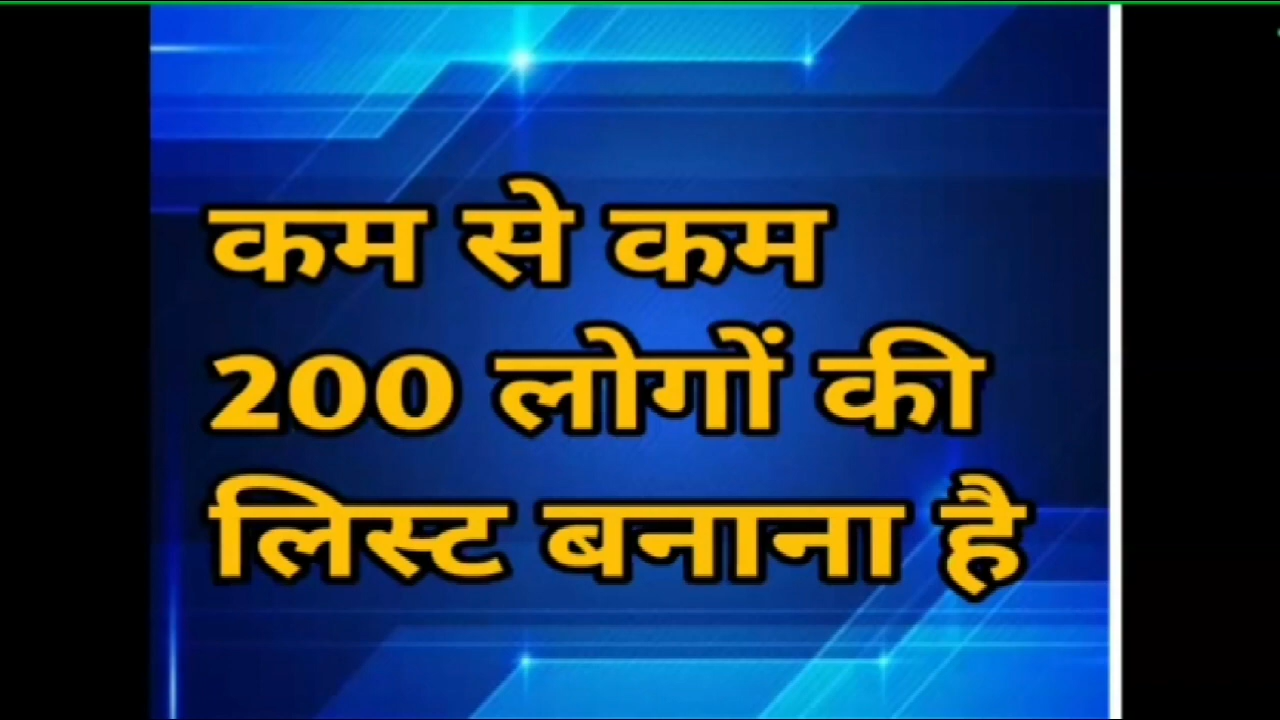 कम से कम
200 लोगों की
लिस्ट बनाना है